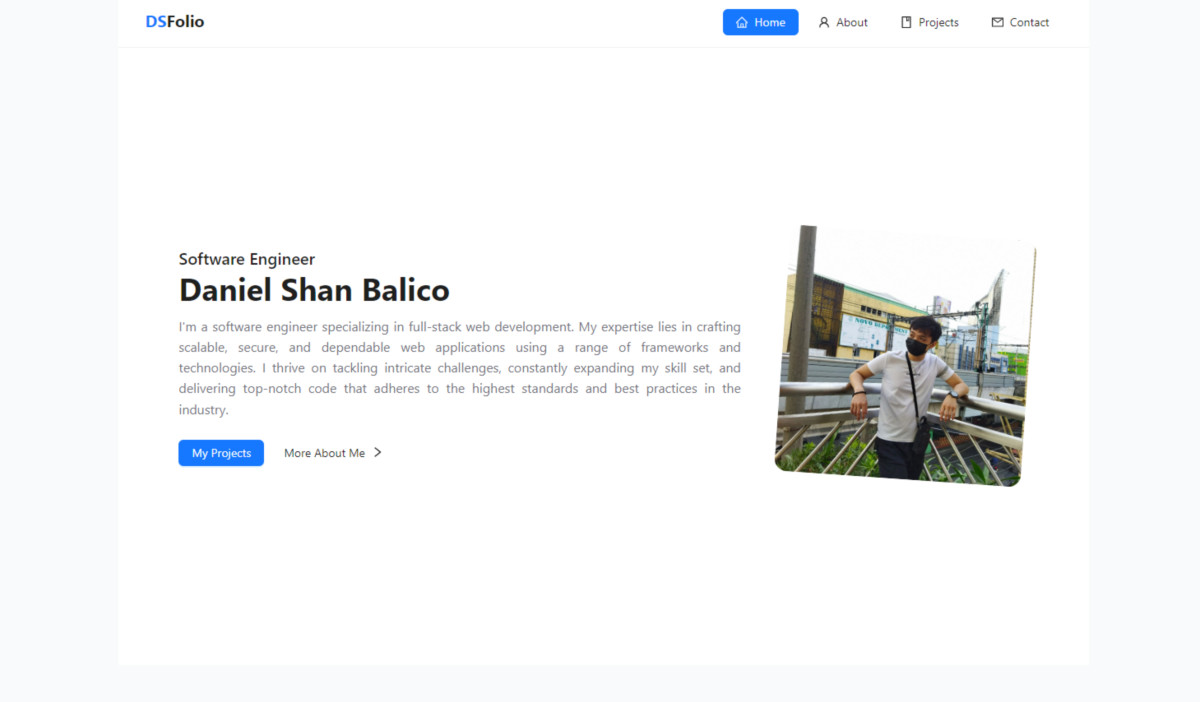 DSFolio
Home
About
Projects
Contact
Software Engineer
Daniel Shan Balico
I'm a software engineer specializing in full-stack web development. My expertise lies in crafting
scalable, secure, and dependable web applications using a range of frameworks and
technologies. I thrive on tackling intricate challenges, constantly expanding my skill set, and
delivering top-notch code that adheres to the highest standards and best practices in the
industry.
My Projects
More About Me